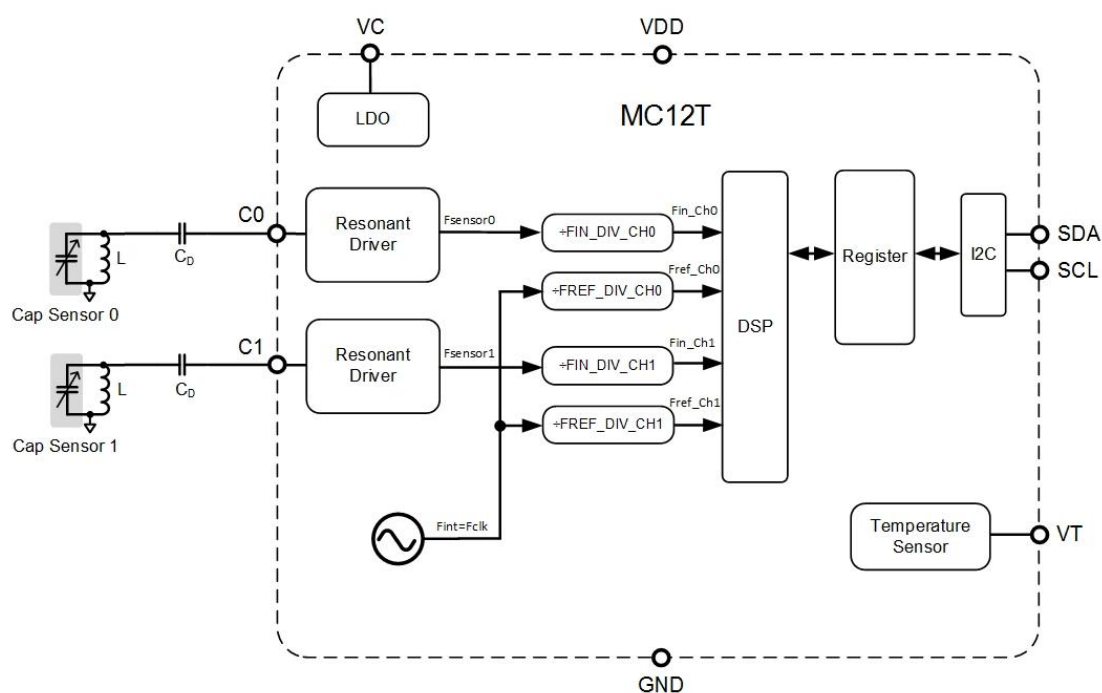 VC
VDD
LDO
MC12T
C0
Resonant
Driver
Fsensor0
÷FIN_DIV_CH0
Fin_Ch0
L
CD
Cap Sensor 0
÷FREF_DIV_CH0
Fref_Ch0
DSP
Register
I2C
SDA
SCL
C1
Resonant
Driver
Fsensor1
÷FIN_DIV_CH1
Fin_Ch1
L
CD
Cap Sensor 1
÷FREF_DIV_CH1
Fref_Ch1
Fint=Fclk
Temperature
Sensor
VT
GND